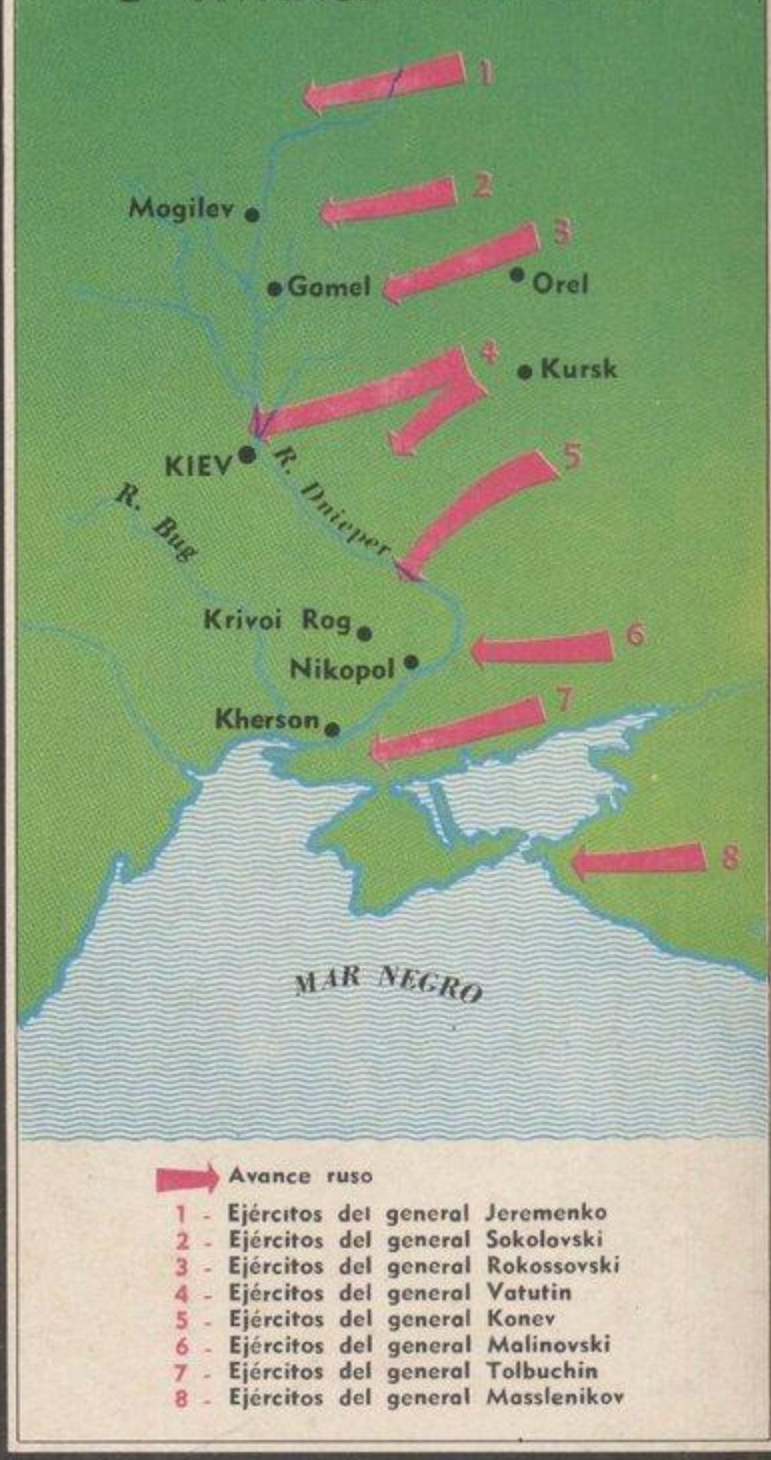 1
2
Mogilev
3
Gomel
Orel
4
Kursk
5
KIEV
R. Dnieper
R. Bug
Krivoi Rog
6
Nikopol
7
Kherson
8
MAR NEGRO
Avance ruso
1 - Ejércitos del general Jeremenko
2 - Ejércitos del general Sokolovski
3 - Ejércitos del general Rokossovski
4 - Ejércitos del general Vatutin
5 - Ejércitos del general Konev
6 - Ejércitos del general Malinovski
7 - Ejércitos del general Tolbuchin
8 - Ejércitos del general Masslenikov